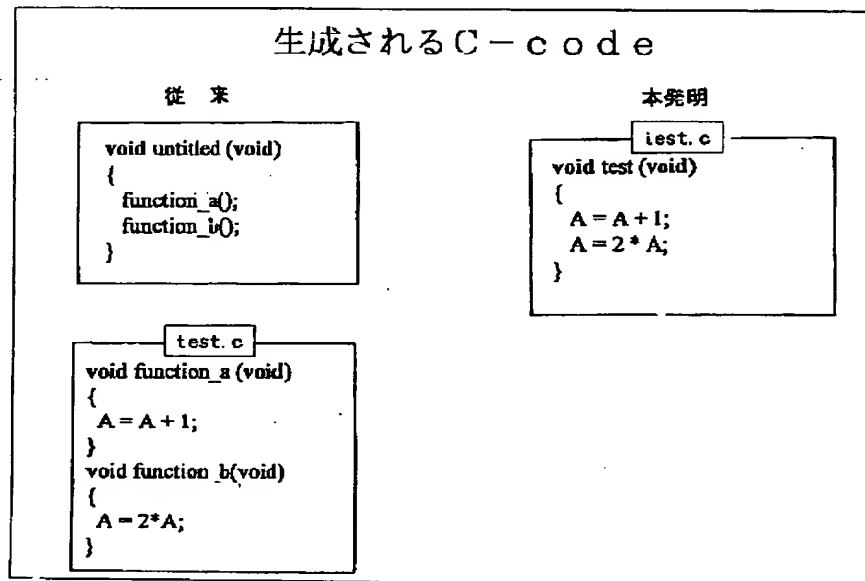 生成されるC－code
従 来
void untitled (void)
{
function_a();
function_b();
}
test. c
void function_a (void)
{
A = A + 1;
}
void function_b(void)
{
A = 2*A;
}
本発明
test. c
void test (void)
{
A = A + 1;
A = 2 * A;
}